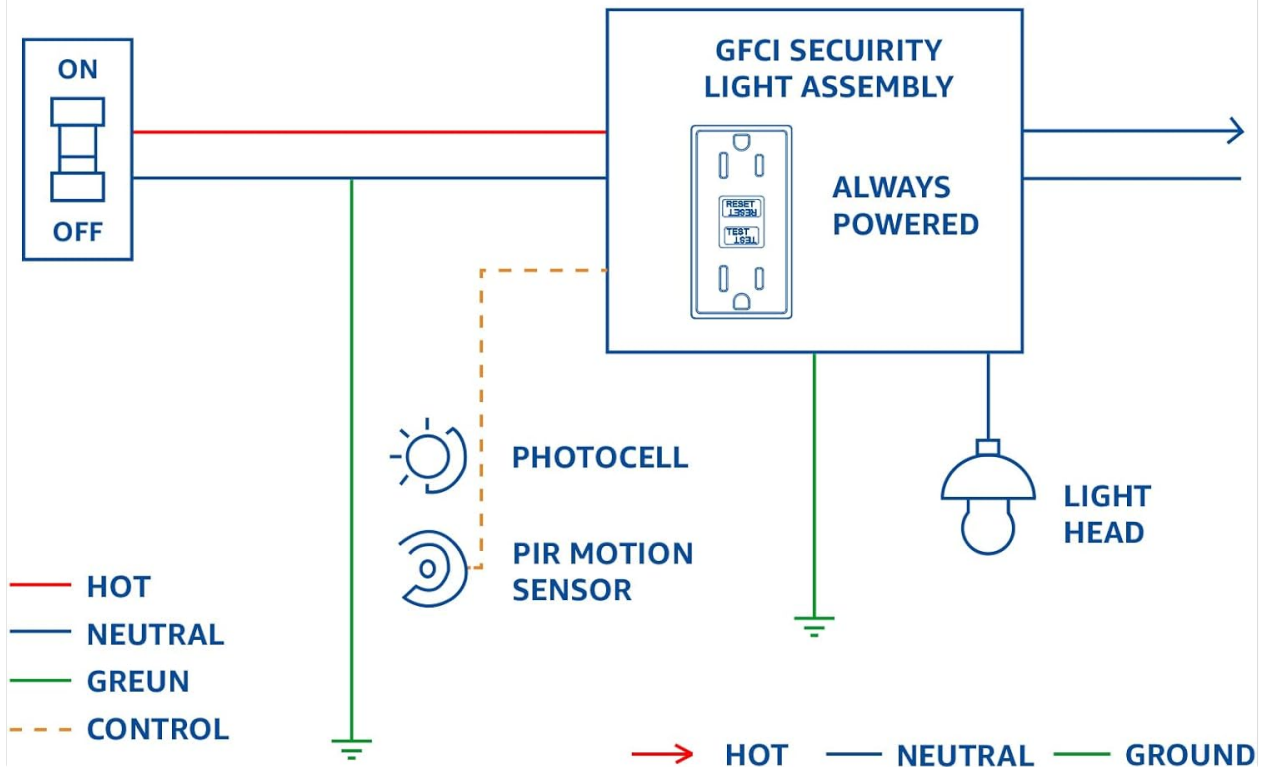 ON
OFF
GFCI SECUIRITY
LIGHT ASSEMBLY
RESET
RESET
TEST
TEST
ALWAYS
POWERED
PHOTOCELL
PIR MOTION
SENSOR
LIGHT
HEAD
HOT
NEUTRAL
GREUN
CONTROL
HOT NEUTRAL GROUND